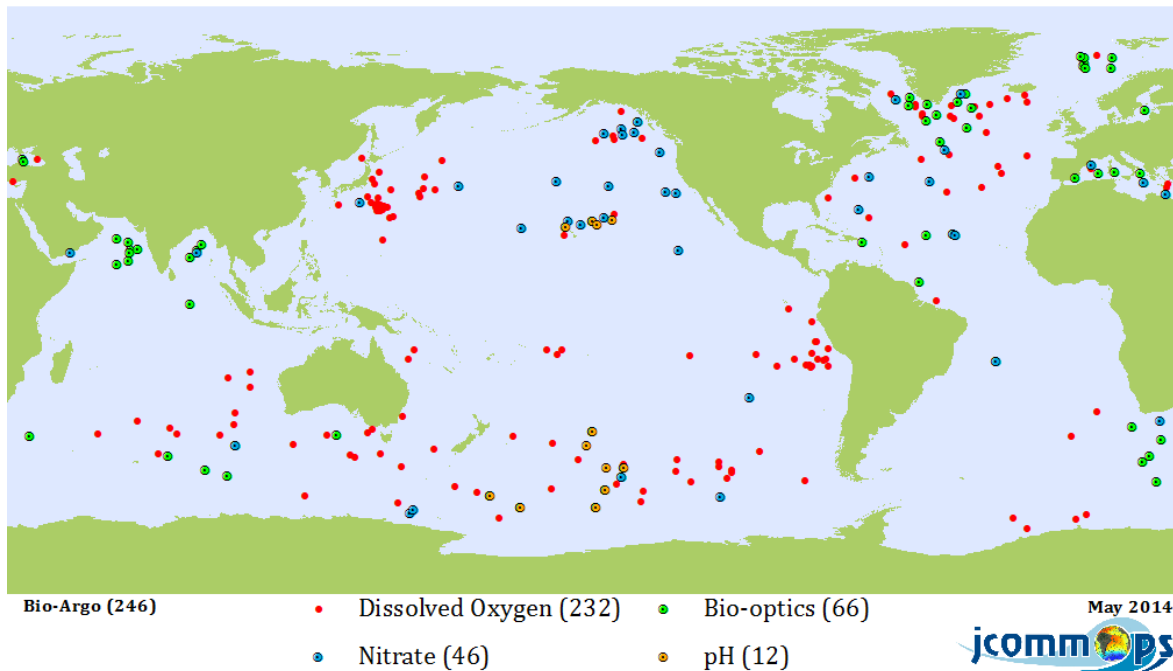 Bio-Argo (246)
Dissolved Oxygen (232)
Bio-optics (66)
May 2014
Nitrate (46)
pH (12)
jcommops